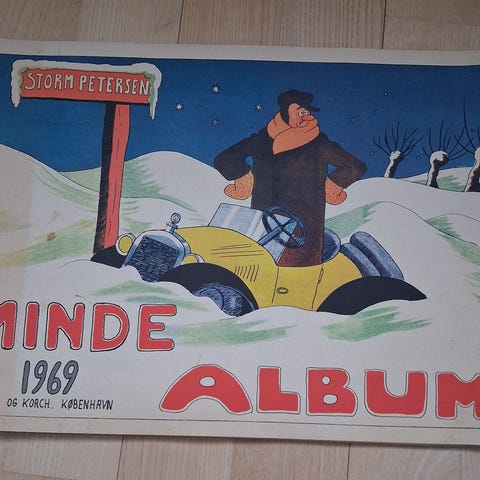 STORM PETERSEN
MINDE
1969
ALBUM
OG KORCH. KØBENHAVN